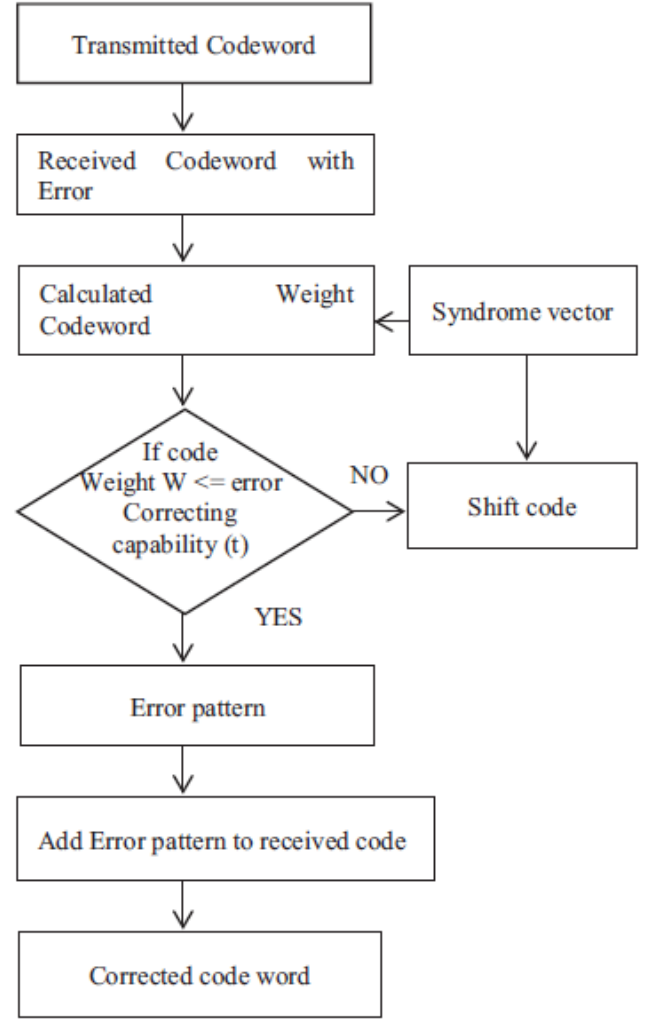 Transmitted Codeword
Received Codeword with
Error
Calculated Weight
Codeword
Syndrome vector
If code
Weight W <= error
Correcting
capability (t)
NO
Shift code
YES
Error pattern
Add Error pattern to received code
Corrected code word